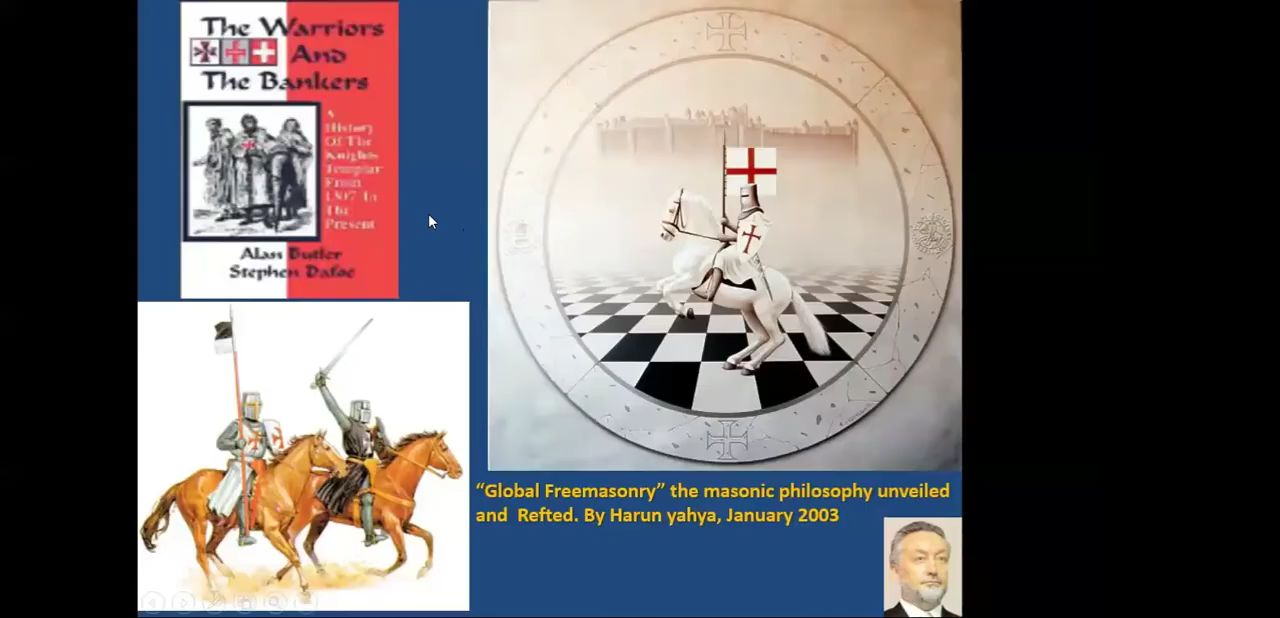 The Warriors
And
The Bankers
A
History
Of The
Knights
Templar
From
1307 To
The
Present
Alan Butler
Stephen Dafoe
“Global Freemasonry” the masonic philosophy unveiled
and Refted. By Harun yahya, January 2003